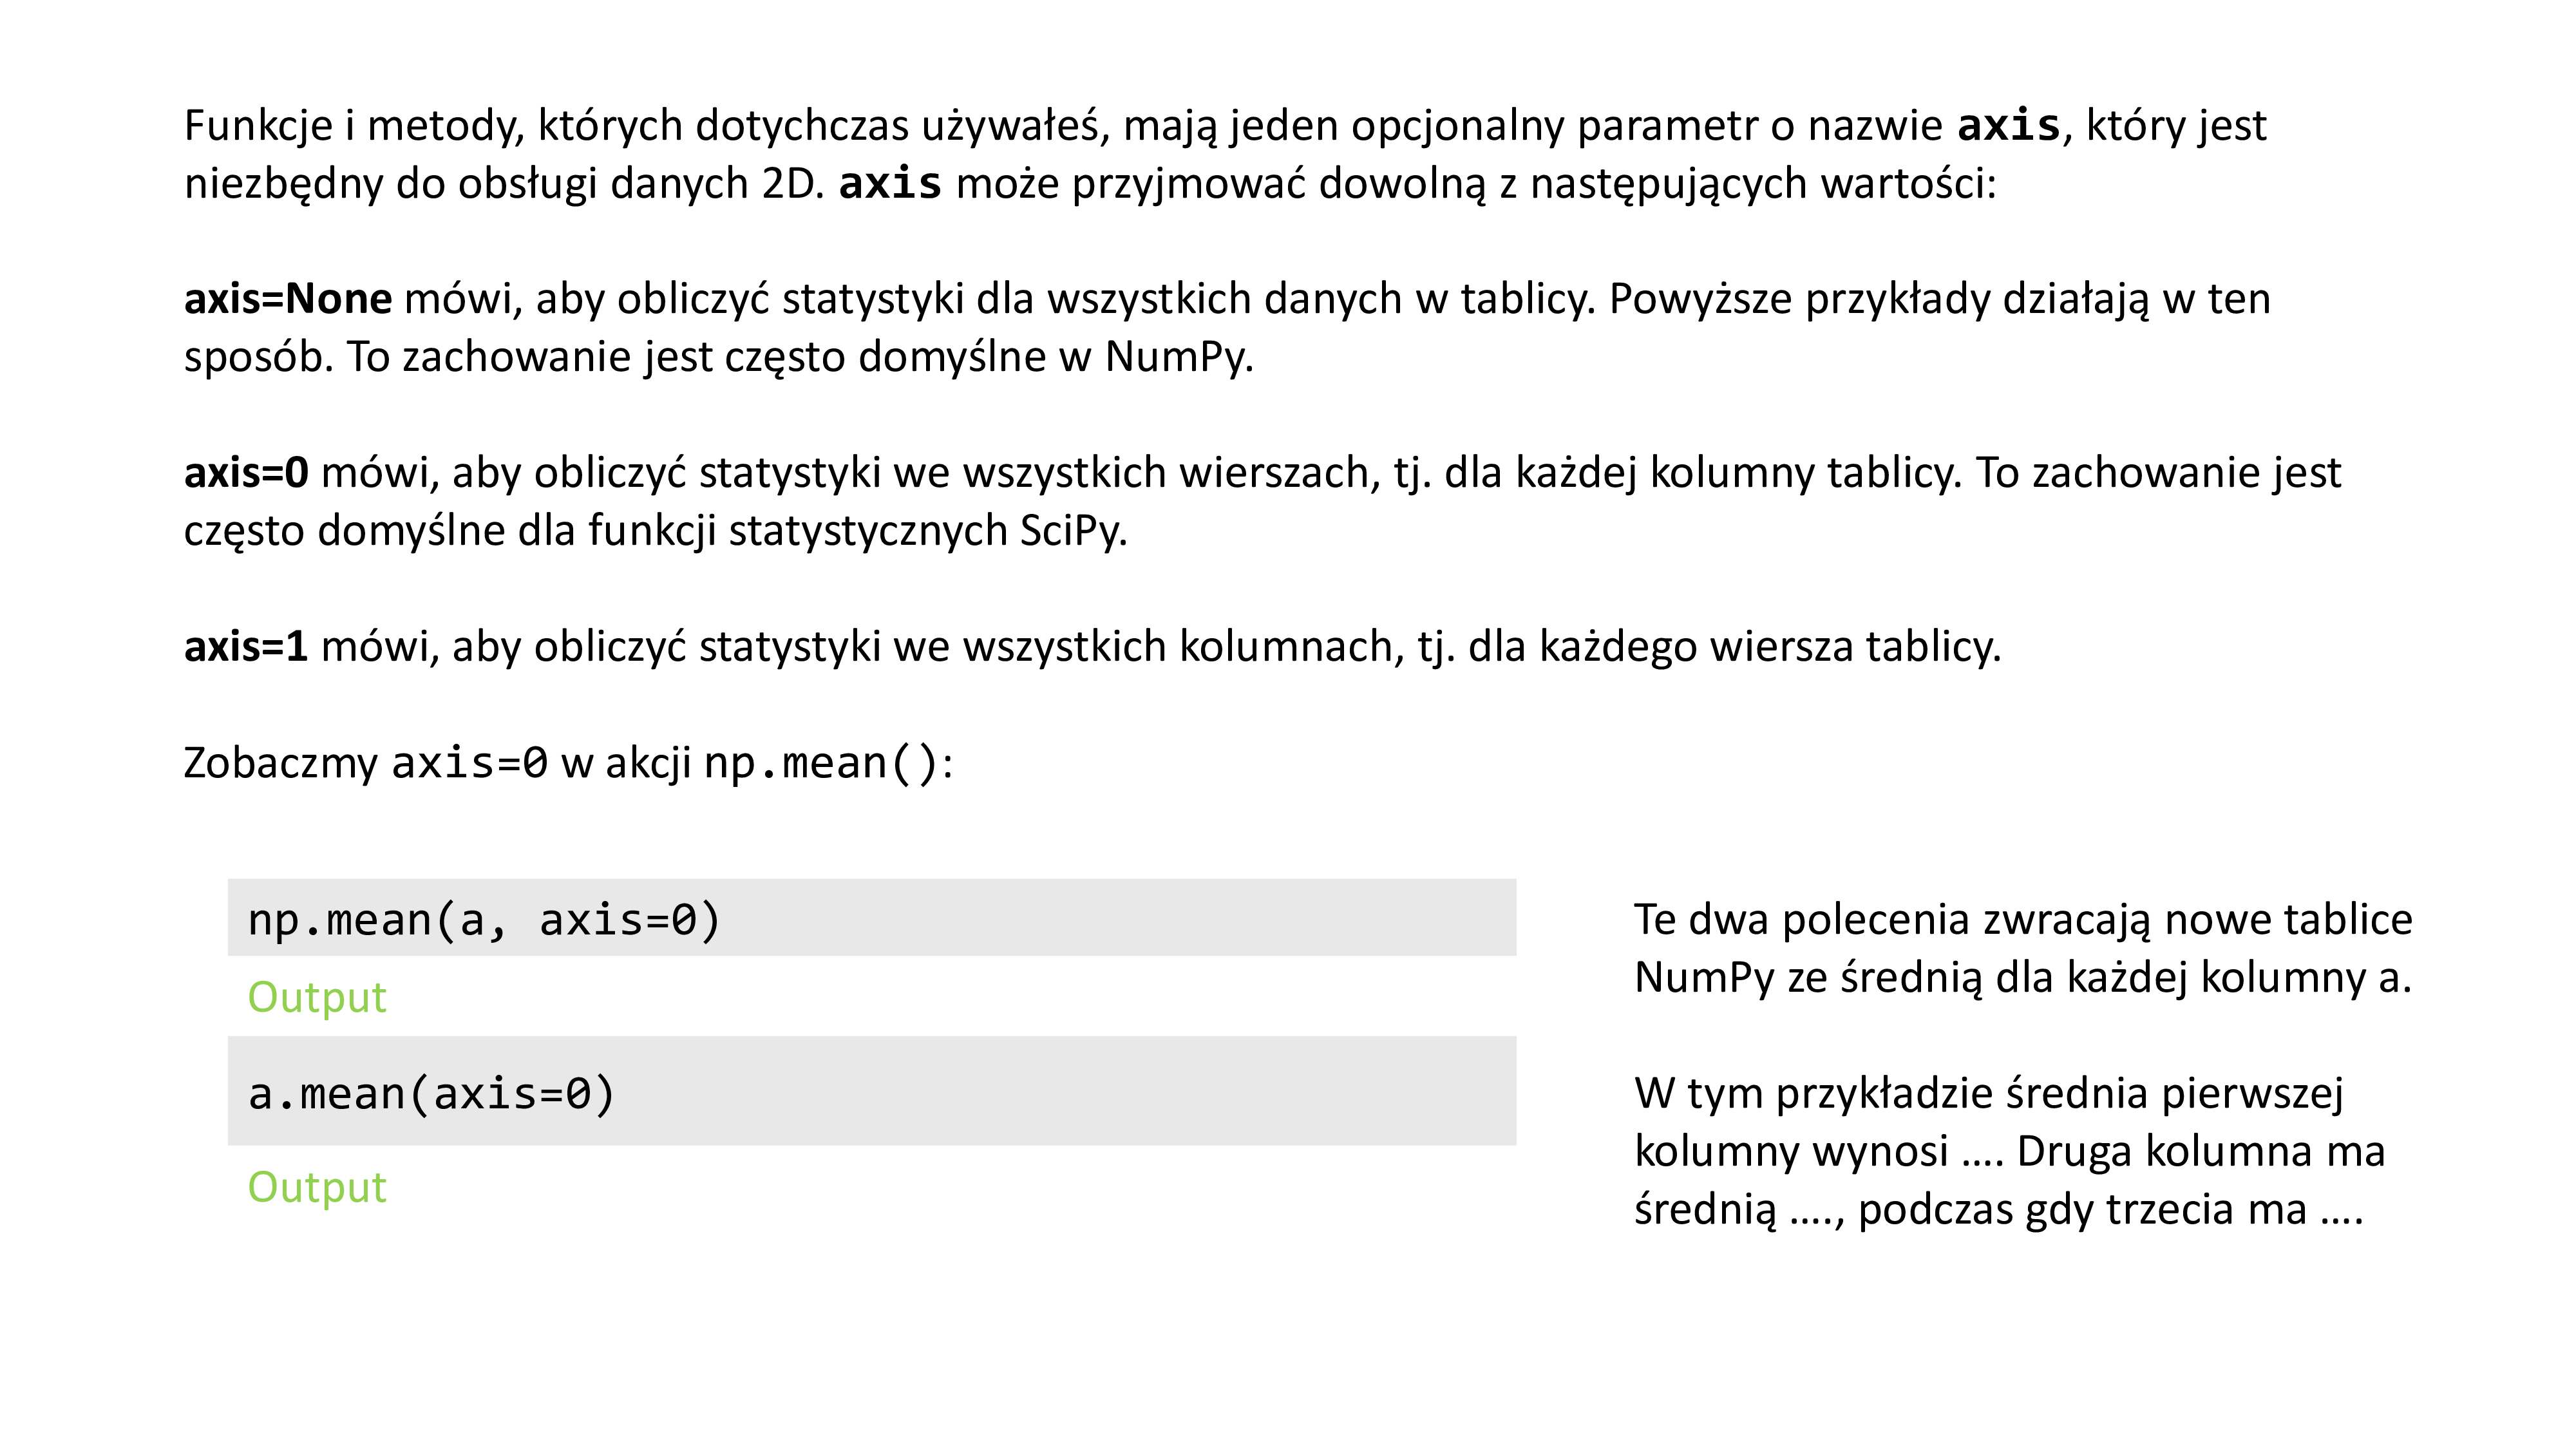 Funkcje i metody, których dotychczas używałeś, mają jeden opcjonalny parametr o nazwie axis, który jest
niezbędny do obsługi danych 2D. axis może przyjmować dowolną z następujących wartości:
axis=None mówi, aby obliczyć statystyki dla wszystkich danych w tablicy. Powyższe przykłady działają w ten
sposób. To zachowanie jest często domyślne w NumPy.
axis=0 mówi, aby obliczyć statystyki we wszystkich wierszach, tj. dla każdej kolumny tablicy. To zachowanie jest
często domyślne dla funkcji statystycznych SciPy.
axis=1 mówi, aby obliczyć statystyki we wszystkich kolumnach, tj. dla każdego wiersza tablicy.
Zobaczmy axis=0 w akcji np.mean():
np.mean(a, axis=0)
Output
a.mean(axis=0)
Output
Te dwa polecenia zwracają nowe tablice
NumPy ze średnią dla każdej kolumny a.
W tym przykładzie średnia pierwszej
kolumny wynosi .... Druga kolumna ma
średnią ...., podczas gdy trzecia ma ....